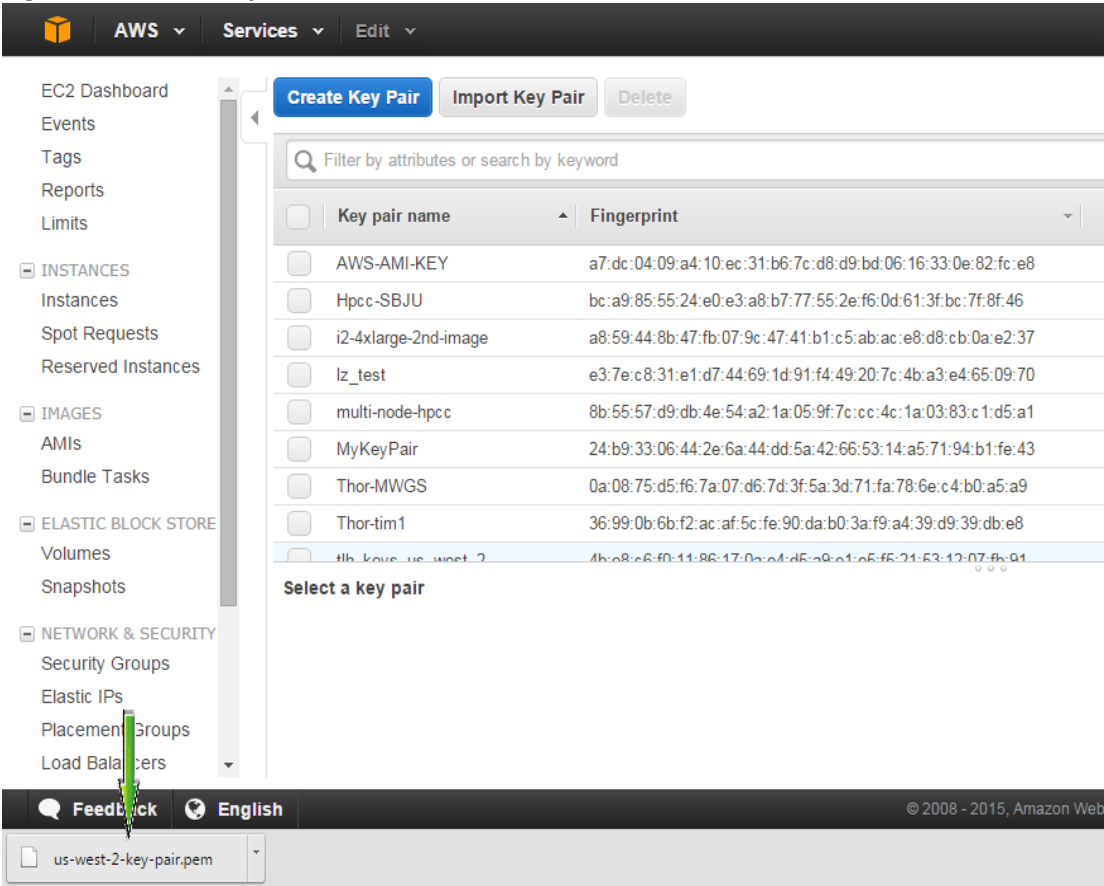 AWS Services Edit
EC2 Dashboard
Events
Tags
Reports
Limits
INSTANCES
Instances
Spot Requests
Reserved Instances
IMAGES
AMIs
Bundle Tasks
ELASTIC BLOCK STORE
Volumes
Snapshots
NETWORK & SECURITY
Security Groups
Elastic IPs
Placement Groups
Load Balancers
Create Key Pair Import Key Pair Delete
Filter by attributes or search by keyword
Key pair name Fingerprint
AWS-AMI-KEY a7:dc:04:09:a4:10:ec:31:b6:7c:d8:d9:bd:06:16:33:0e:82:fc:e8
Hpcc-SBJU bc:a9:85:55:24:e0:e3:a8:b7:77:55:2e:f6:0d:61:3f:bc:7f:8f:46
i2-4xlarge-2nd-image a8:59:44:8b:47:fb:07:9c:47:41:b1:c5:ab:ac:e8:d8:cb:0a:e2:37
lz_test e3:7e:c8:31:e1:d7:44:69:1d:91:f4:49:20:7c:4b:a3:e4:65:09:70
multi-node-hpcc 8b:55:57:d9:db:4e:54:a2:1a:05:9f:7c:cc:4c:1a:03:83:c1:d5:a1
MyKeyPair 24:b9:33:06:44:2e:6a:44:dd:5a:42:66:53:14:a5:71:94:b1:fe:43
Thor-MWGS 0a:08:75:d5:f6:7a:07:d6:7d:3f:5a:3d:71:fa:78:6e:c4:b0:a5:a9
Thor-tim1 36:99:0b:6b:f2:ac:af:5c:fe:90:da:b0:3a:f9:a4:39:d9:39:db:e8
tlh_keys_us_west_2
Select a key pair
Feedback English
© 2008 - 2015, Amazon Web
us-west-2-key-pair.pem